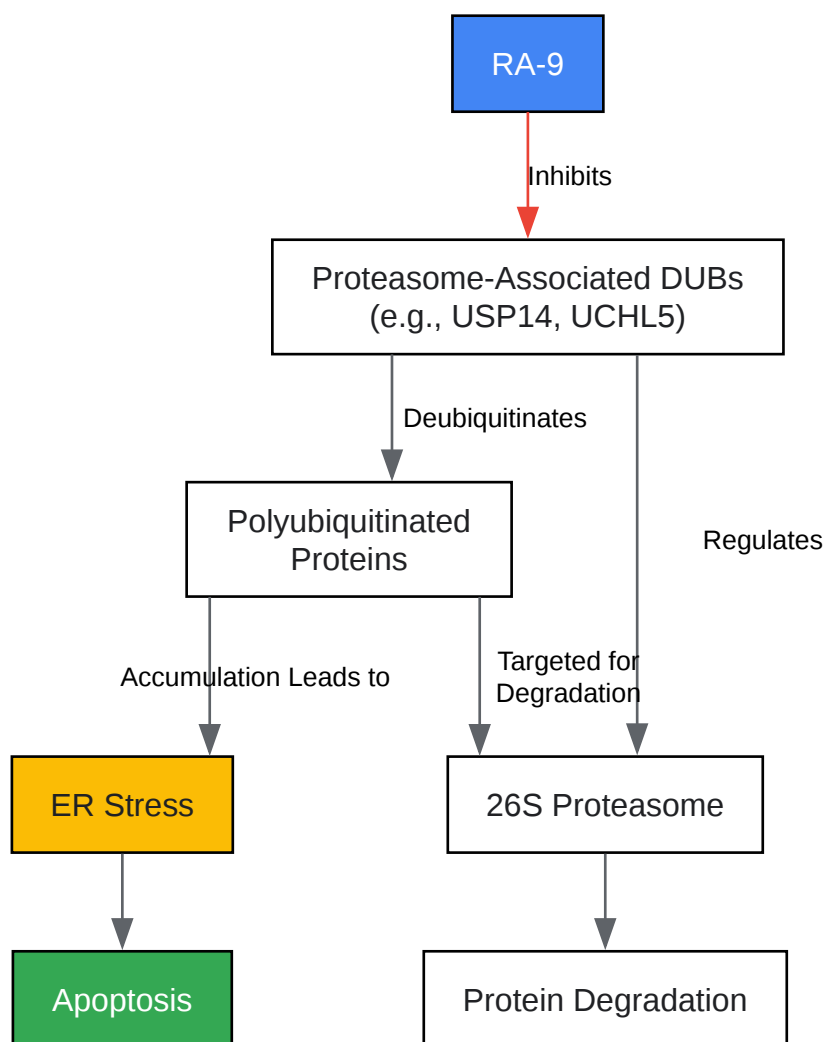 RA-9
Inhibits
Proteasome-Associated DUBs
(e.g., USP14, UCHL5)
Deubiquitinates
Polyubiquitinated
Proteins
Regulates
Accumulation Leads to
Targeted for
Degradation
ER Stress
26S Proteasome
Apoptosis
Protein Degradation